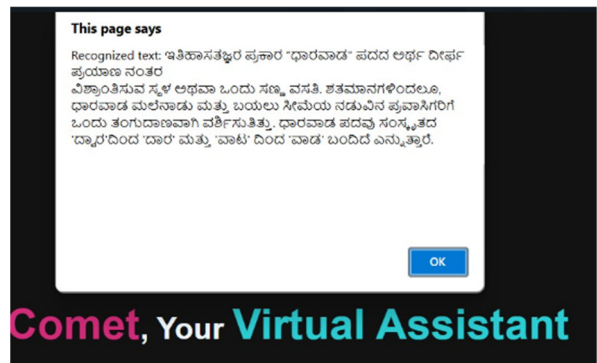 This page says
Recognized text: ಇತಿಹಾಸತಜ್ಞರ ಪ್ರಕಾರ "ಧಾರವಾಡ" ಪದದ ಅರ್ಥ ದೀರ್ಘ
ಪ್ರಯಾಣ ನಂತರ
ವಿಶ್ರಾಂತಿಸುವ ಸ್ಥಳ ಅಥವಾ ಒಂದು ಸಣ್ಣ ವಸತಿ. ಶತಮಾನಗಳಿಂದಲೂ,
ಧಾರವಾಡ ಮಲೆನಾಡು ಮತ್ತು ಬಯಲು ಸೀಮೆಯ ನಡುವಿನ ಪ್ರವಾಸಿಗರಿಗೆ
ಒಂದು ತಂಗುದಾಣವಾಗಿ ವರ್ತಿಸುತಿತ್ತು. ಧಾರವಾಡ ಪದವು ಸಂಸ್ಕೃತದ
'ದ್ವಾರ'ದಿಂದ 'ದಾರ' ಮತ್ತು 'ವಾಟ' ದಿಂದ 'ವಾಡ' ಬಂದಿದೆ ಎನ್ನುತ್ತಾರೆ.
OK
Comet, Your Virtual Assistant